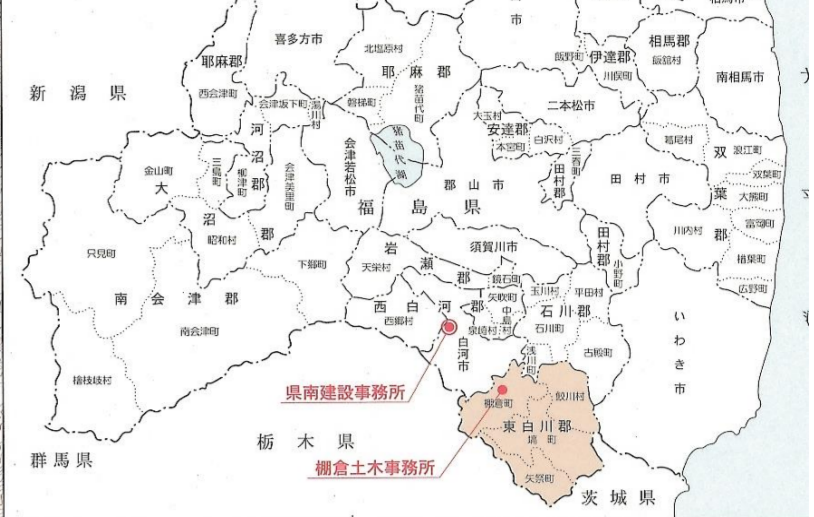 相馬市
市
喜多方市
北塩原村
耶麻郡
西会津町
耶麻郡
猪苗代町
磐梯町
飯野町
伊達郡
川俣町
相馬郡
飯舘村
南相馬市
新潟県
会津坂下町
湯川村
河沼郡
二本松市
大玉村
安達郡
本宮町
白沢村
三春町
田村郡
葛尾村
双葉郡
浪江町
双葉町
大熊町
富岡町
楢葉町
広野町
川内村
田村市
猪苗代湖
会津若松市
郡山市
福島県
金山町
三島町
柳津町
会津美里町
大沼郡
昭和村
只見町
下郷町
南会津郡
南会津町
檜枝岐村
岩瀬郡
天栄村
須賀川市
鏡石町
田村郡
小野町
西白河郡
西郷村
矢吹町
中島村
泉崎村
白河市
玉川村
平田村
石川郡
石川町
浅川町
古殿町
いわき市
県南建設事務所
棚倉町
鮫川村
東白川郡
塙町
矢祭町
棚倉土木事務所
栃木県
群馬県
茨城県